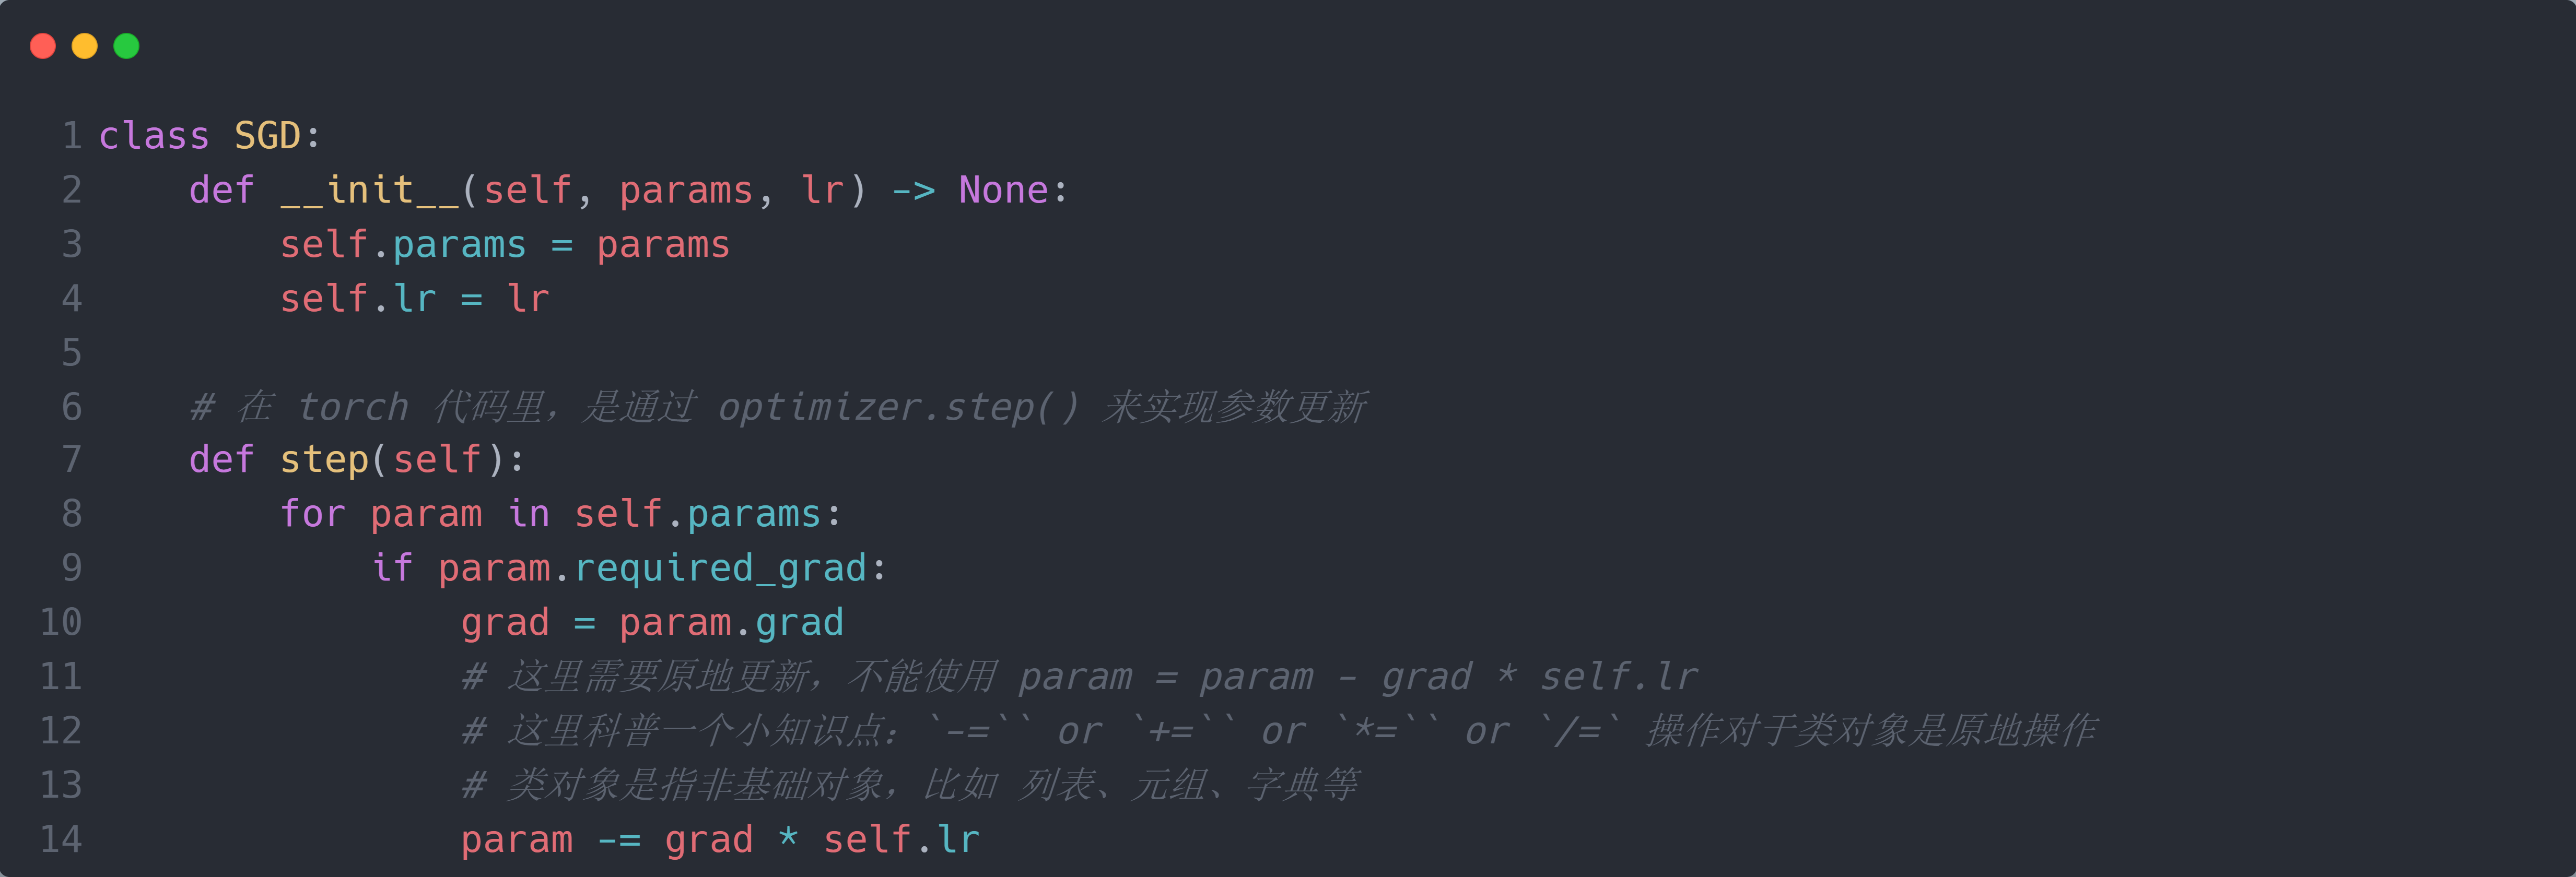 1 class SGD:
2     def __init__(self, params, lr) -> None:
3         self.params = params
4         self.lr = lr
5
6     # 在 torch 代码里，是通过 optimizer.step() 来实现参数更新
7     def step(self):
8         for param in self.params:
9             if param.required_grad:
10                 grad = param.grad
11                 # 这里需要原地更新，不能使用 param = param - grad * self.lr
12                 # 这里科普一个小知识点：`-=`` or `+=`` or `*=`` or `/=` 操作对于类对象是原地操作
13                 # 类对象是指非基础对象，比如 列表、元组、字典等
14                 param -= grad * self.lr